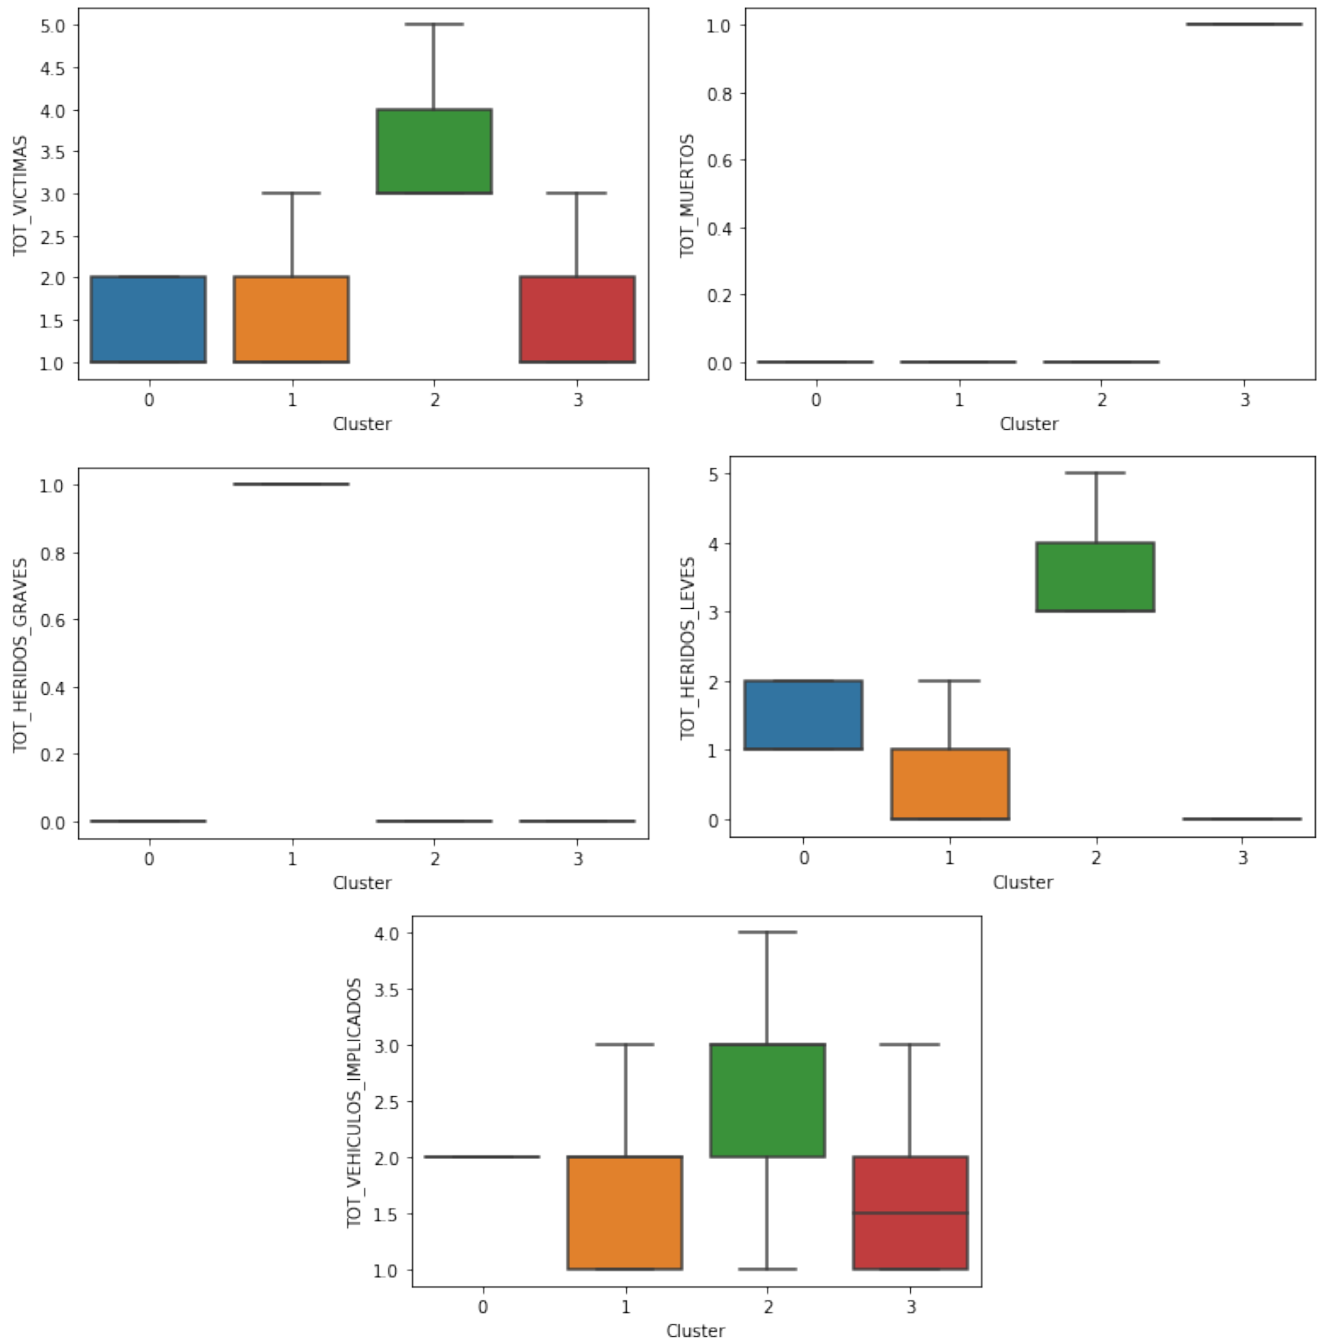 TOT_VICTIMAS
5.0
4.5
4.0
3.5
3.0
2.5
2.0
1.5
1.0
0 1 2 3
Cluster
TOT_MUERTOS
1.0
0.8
0.6
0.4
0.2
0.0
0 1 2 3
Cluster
TOT_HERIDOS_GRAVES
1.0
0.8
0.6
0.4
0.2
0.0
0 1 2 3
Cluster
TOT_HERIDOS_LEVES
5
4
3
2
1
0
0 1 2 3
Cluster
TOT_VEHICULOS_IMPLICADOS
4.0
3.5
3.0
2.5
2.0
1.5
1.0
0 1 2 3
Cluster